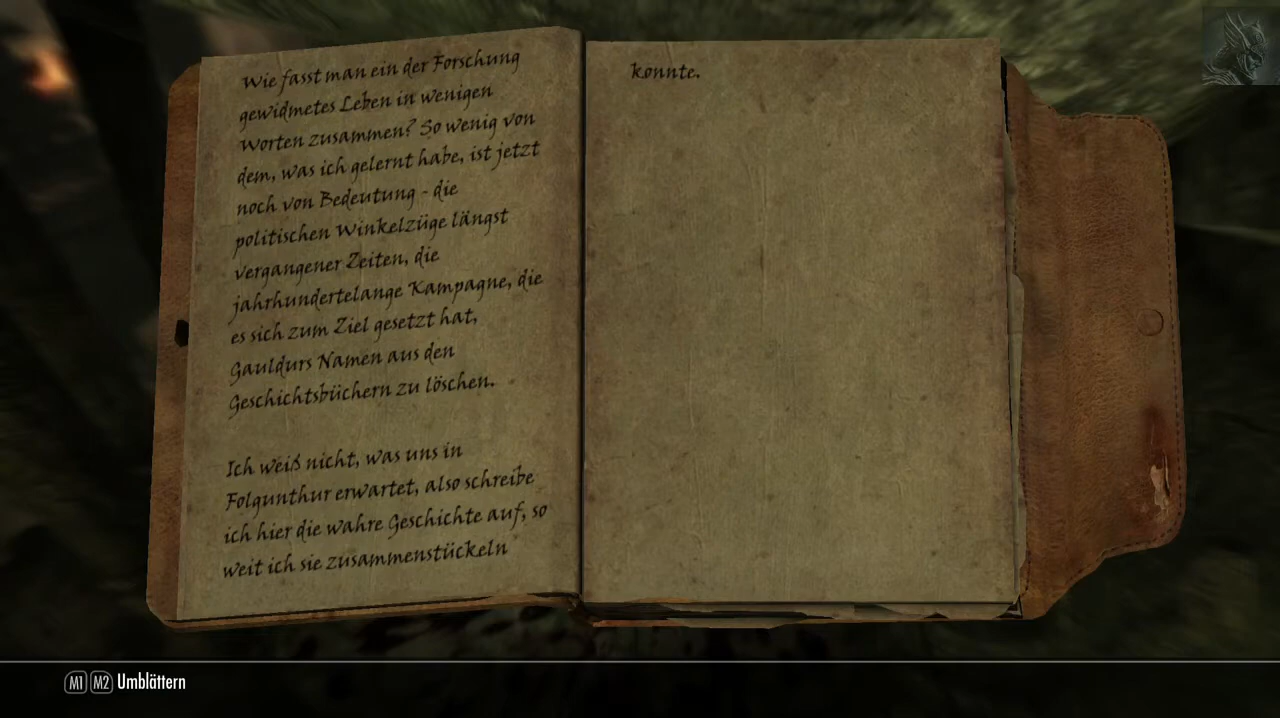 Wie fasst man ein der Forschung
gewidmetes Leben in wenigen
Worten zusammen? So wenig von
dem, was ich gelernt habe, ist jetzt
noch von Bedeutung - die
politischen Winkelzüge längst
vergangener Zeiten, die
jahrhundertelange Kampagne, die
es sich zum Ziel gesetzt hat,
Gauldurs Namen aus den
Geschichtsbüchern zu löschen.
Ich weiß nicht, was uns in
Folgunthur erwartet, also schreibe
ich hier die wahre Geschichte auf, so
weit ich sie zusammenstückeln
konnte.
M1 M2 Umblättern